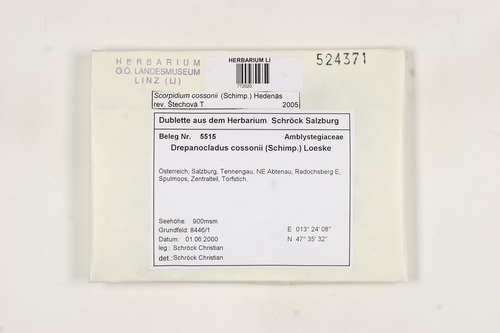 HERBARIUM
O.Ö. LANDESMUSEUM
LINZ (LI)
HERBARIUM LI
772020
524371
Scorpidium cossonii (Schimp.) Hedenäs
rev. Štechová T. 2005
Dublette aus dem Herbarium Schröck Salzburg
Beleg Nr. 5515 Amblystegiaceae
Drepanocladus cossonii (Schimp.) Loeske
Österreich, Salzburg, Tennengau, NE Abtenau, Radochsberg E,
Spulmoos, Zentralteil, Torfstich.
Seehöhe: 900msm
Grundfeld: 8446/1 E 013° 24' 08''
Datum: 01.06.2000 N 47° 35' 32''
leg.: Schröck Christian
det.: Schröck Christian